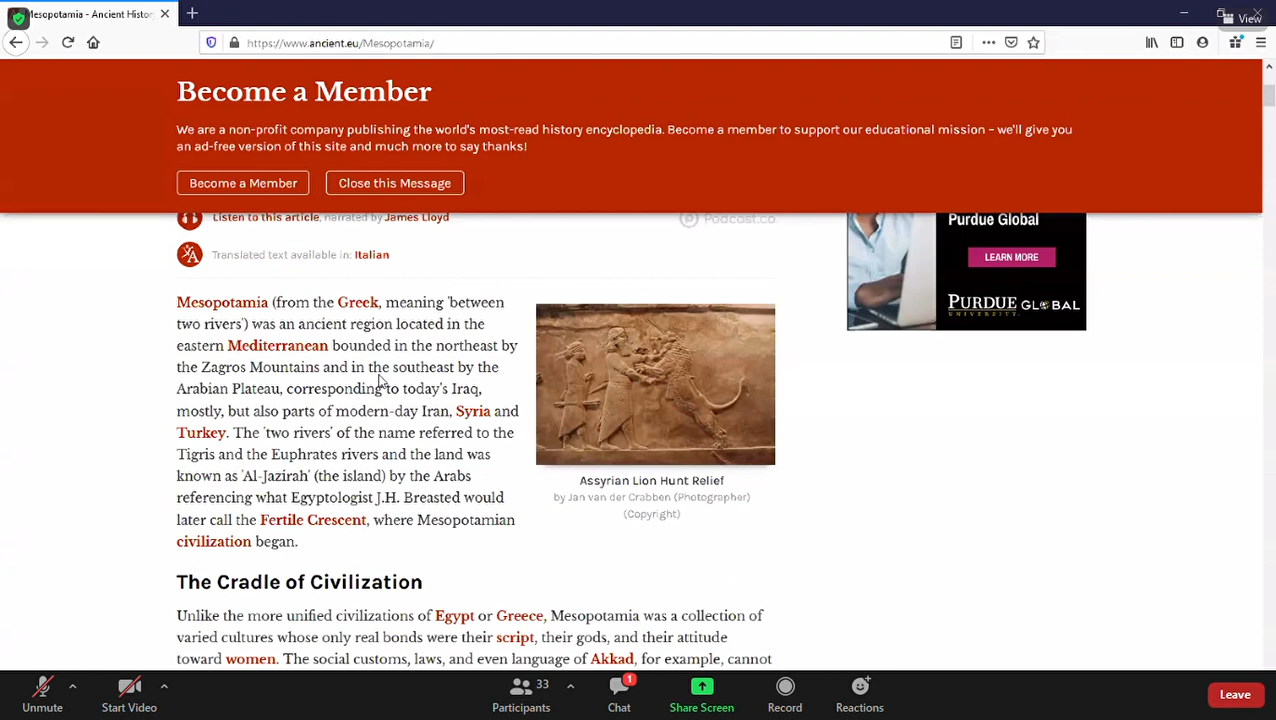 Mesopotamia - Ancient History
View
https://www.ancient.eu/Mesopotamia/
Become a Member
We are a non-profit company publishing the world's most-read history encyclopedia. Become a member to support our educational mission – we'll give you
an ad-free version of this site and much more to say thanks!
Become a Member
Close this Message
Listen to this article, narrated by James Lloyd
Podcast.co
Translated text available in: Italian
Purdue Global
LEARN MORE
PURDUE GLOBAL
UNIVERSITY
Mesopotamia (from the Greek, meaning 'between
two rivers') was an ancient region located in the
eastern Mediterranean bounded in the northeast by
the Zagros Mountains and in the southeast by the
Arabian Plateau, corresponding to today's Iraq,
mostly, but also parts of modern-day Iran, Syria and
Turkey. The 'two rivers' of the name referred to the
Tigris and the Euphrates rivers and the land was
known as 'Al-Jazirah' (the island) by the Arabs
referencing what Egyptologist J.H. Breasted would
later call the Fertile Crescent, where Mesopotamian
civilization began.
Assyrian Lion Hunt Relief
by Jan van der Crabben (Photographer)
(Copyright)
The Cradle of Civilization
Unlike the more unified civilizations of Egypt or Greece, Mesopotamia was a collection of
varied cultures whose only real bonds were their script, their gods, and their attitude
toward women. The social customs, laws, and even language of Akkad, for example, cannot
Unmute
Start Video
33
Participants
1
Chat
Share Screen
Record
Reactions
Leave